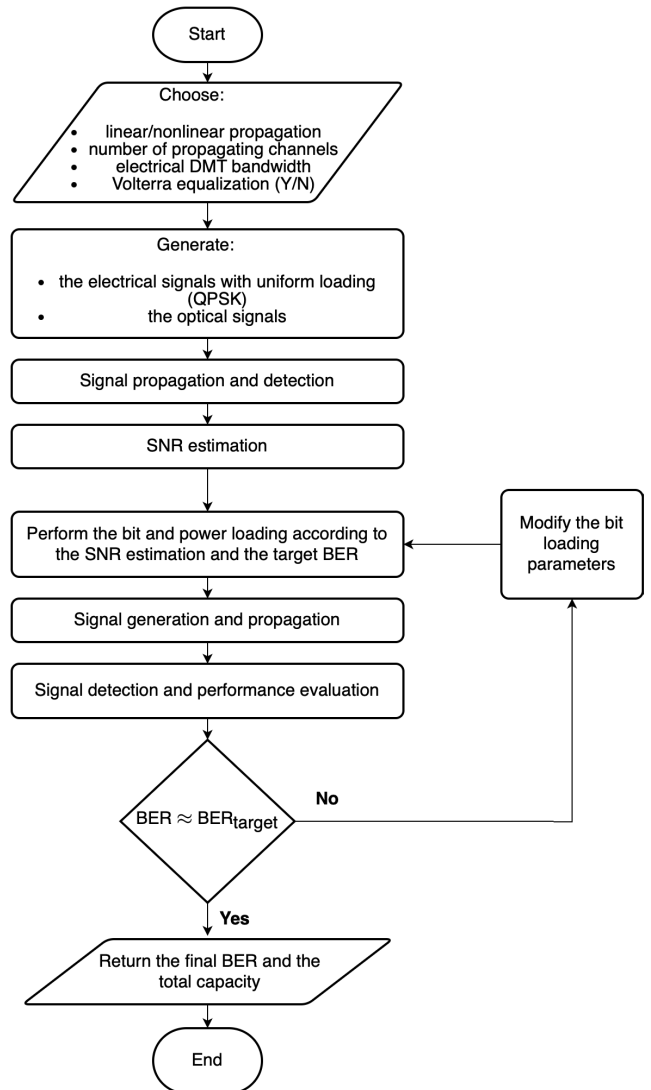 Start
Choose:
• linear/nonlinear propagation
• number of propagating channels
• electrical DMT bandwidth
• Volterra equalization (Y/N)
Generate:
• the electrical signals with uniform loading
(QPSK)
• the optical signals
Signal propagation and detection
SNR estimation
Perform the bit and power loading according to
the SNR estimation and the target BER
Modify the bit
loading
parameters
Signal generation and propagation
Signal detection and performance evaluation
BER ≈ BERtarget
No
Yes
Return the final BER and the
total capacity
End